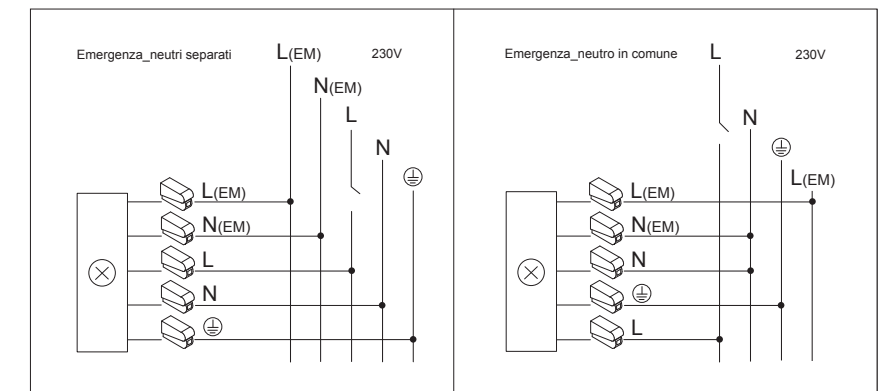 Emergenza_neutri separati
L(EM)
230V
N(EM)
L
N
L(EM)
N(EM)
L
N
Emergenza_neutro in comune
L
230V
N
L(EM)
L(EM)
N(EM)
N
L